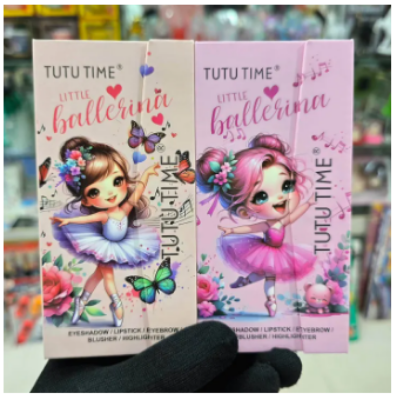 TUTU TIME®
LITTLE
ballerina
TUTU TIME®
EYESHADOW / LIPSTICK / EYEBROW /
BLUSHER / HIGHLIGHTER
TUTU TIME®
LITTLE
ballerina
TUTU TIME®
EYESHADOW / LIPSTICK / EYEBROW /
BLUSHER / HIGHLIGHTER